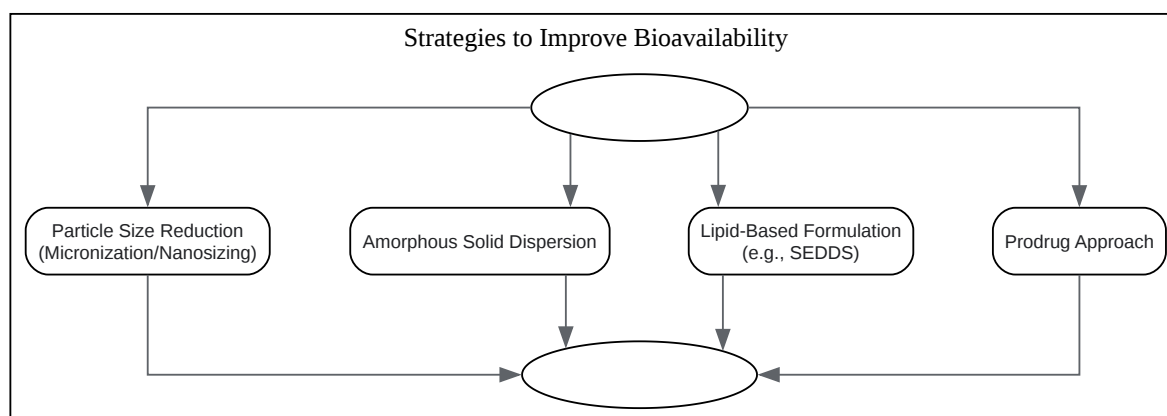 Strategies to Improve Bioavailability
Particle Size Reduction
(Micronization/Nanosizing)
Amorphous Solid Dispersion
Lipid-Based Formulation
(e.g., SEDDS)
Prodrug Approach